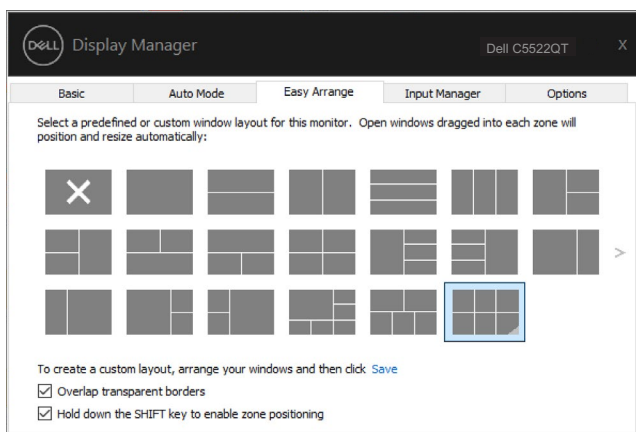 DELL Display Manager Dell C5522QT X
Basic Auto Mode Easy Arrange Input Manager Options
Select a predefined or custom window layout for this monitor. Open windows dragged into each zone will
position and resize automatically:
>
To create a custom layout, arrange your windows and then click Save
Overlap transparent borders
Hold down the SHIFT key to enable zone positioning